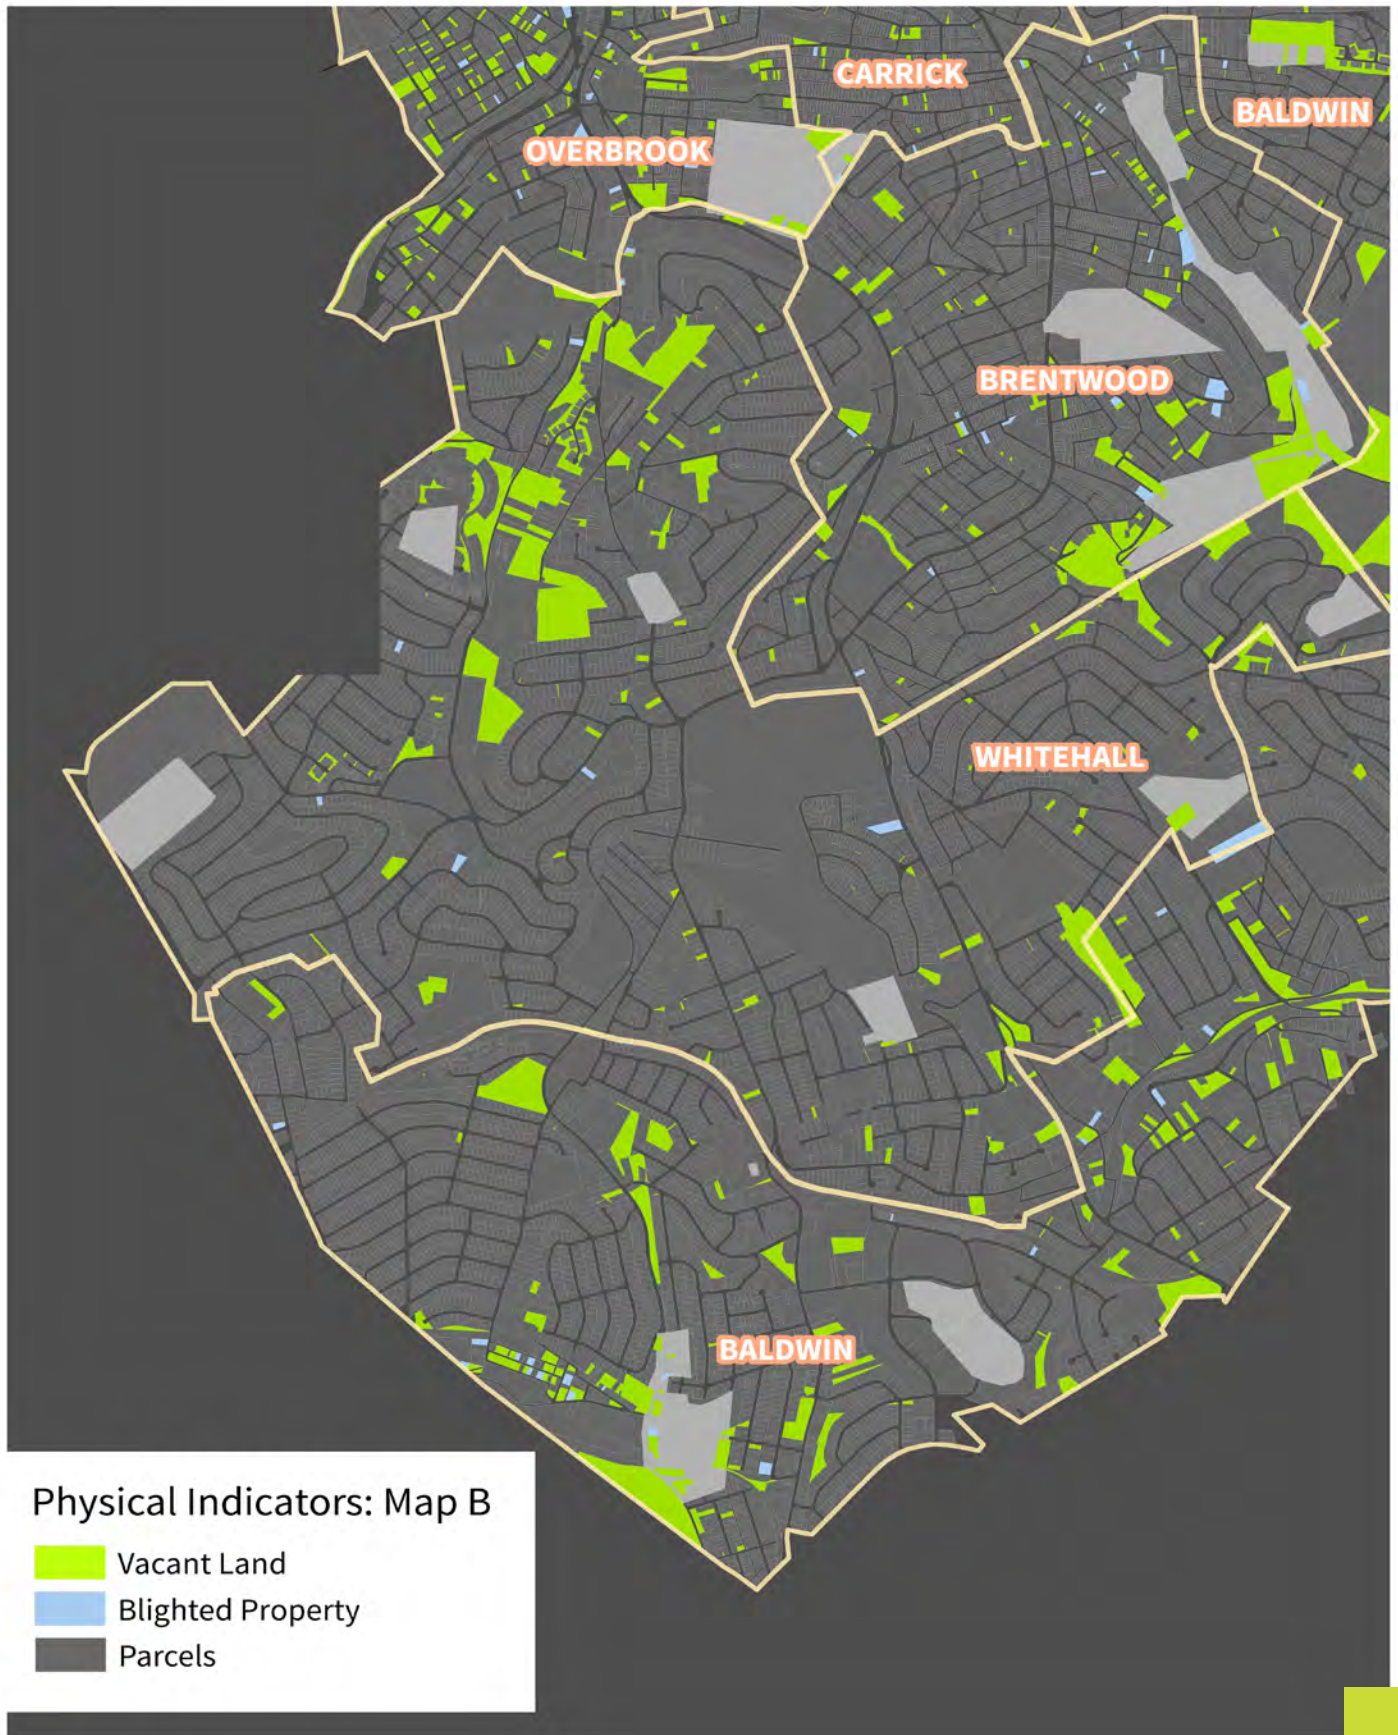 CARRICK
BALDWIN
OVERBROOK
BRENTWOOD
WHITEHALL
BALDWIN
Physical Indicators: Map B
Vacant Land
Blighted Property
Parcels